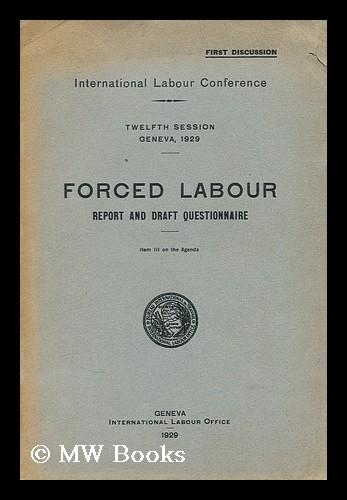 FIRST DISCUSSION
International Labour Conference
TWELFTH SESSION
GENEVA, 1929
FORCED LABOUR
REPORT AND DRAFT QUESTIONNAIRE
Item III on the Agenda
GENEVA
INTERNATIONAL LABOUR OFFICE
1929
© MW Books